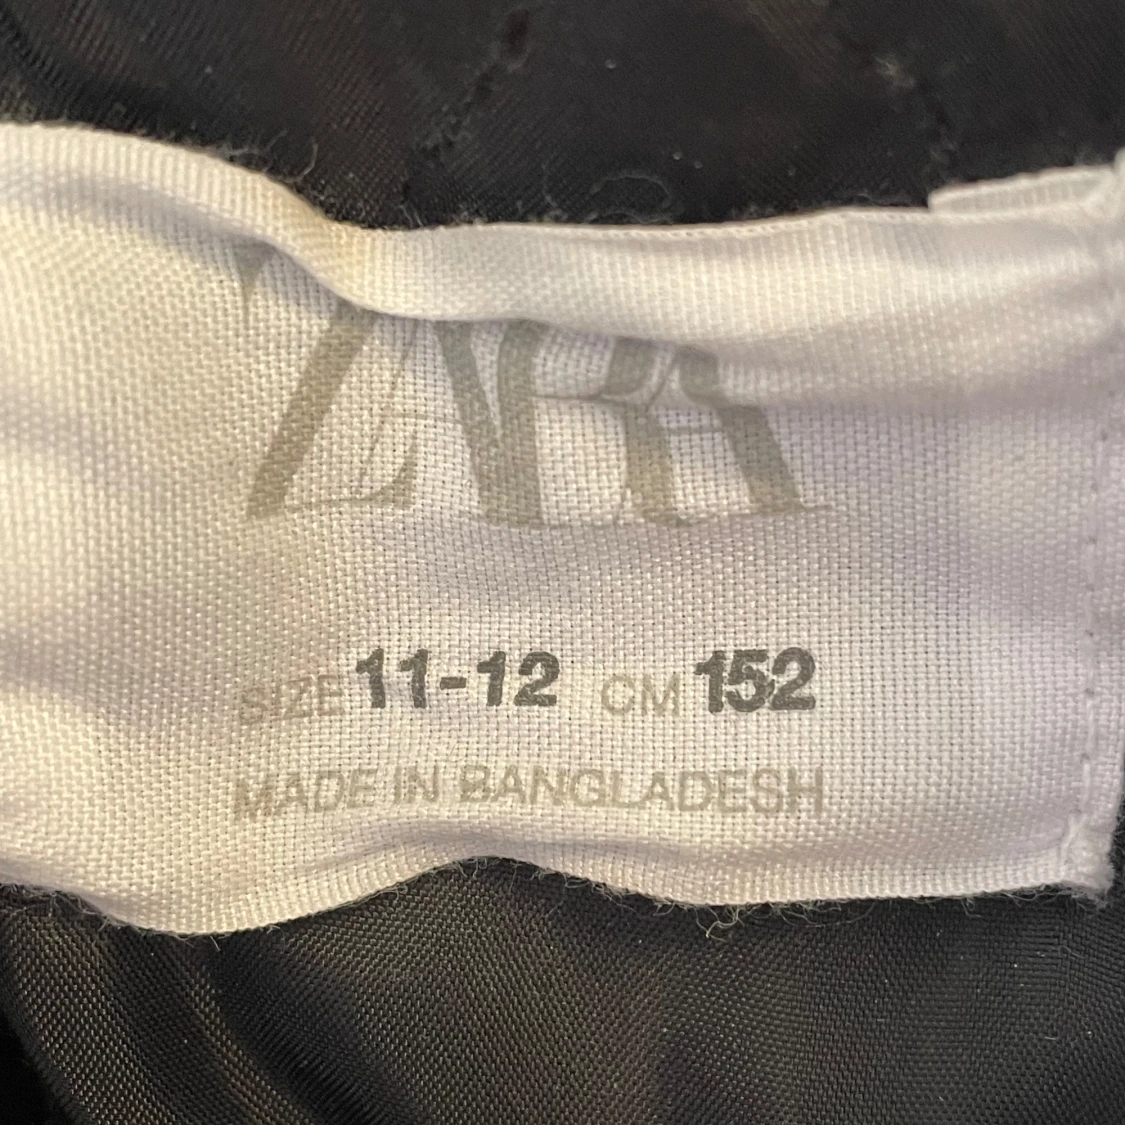 ZARA
SIZE 11-12 CM 152
MADE IN BANGLADESH